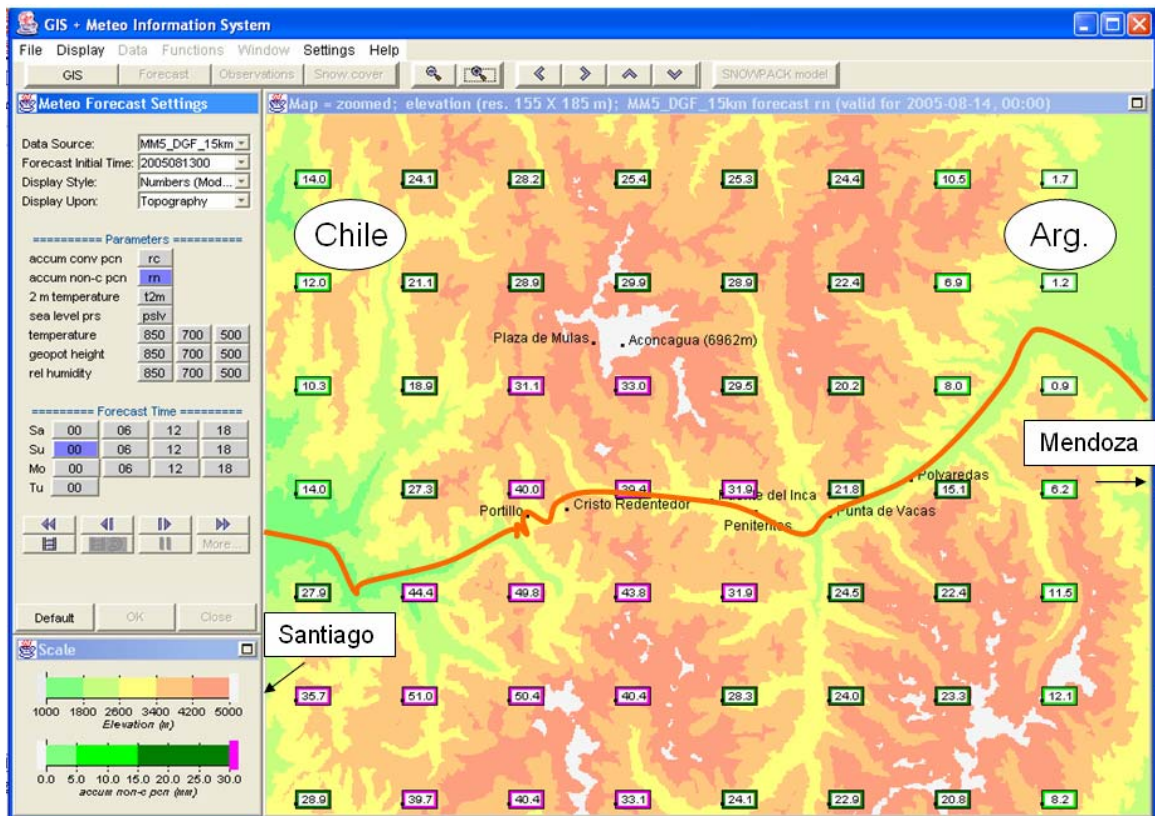 GIS + Meteo Information System
File Display Data Functions Window Settings Help
GIS Forecast Observations Snow cover SNOWPACK model
Meteo Forecast Settings
Data Source: MM5_DGF_15km
Forecast Initial Time: 2005081300
Display Style: Numbers (Mod...
Display Upon: Topography
========== Parameters ==========
accum conv pcn rc
accum non-c pcn rn
2 m temperature t2m
sea level prs pslv
temperature 850 700 500
geopot height 850 700 500
rel humidity 850 700 500
========= Forecast Time =========
Sa 00 06 12 18
Su 00 06 12 18
Mo 00 06 12 18
Tu 00
More...
Default OK Close
Scale
1000 1800 2600 3400 4200 5000
Elevation (m)
0.0 5.0 10.0 15.0 25.0 30.0
accum non-c pcn (mm)
Map = zoomed; elevation (res. 155 X 185 m); MM5_DGF_15km forecast rn (valid for 2005-08-14, 00:00)
14.0 24.1 28.2 25.4 25.3 24.4 10.5 1.7
Chile Arg.
12.0 21.1 28.9 29.9 28.9 22.4 6.9 1.2
Plaza de Mulas Aconcagua (6962m)
10.3 18.9 31.1 33.0 29.5 20.2 8.0 0.9
Mendoza
Polvaredas
14.0 27.3 40.0 39.4 31.9 21.8 15.1 6.2
Portillo Cristo Redentedor Puente del Inca
Penitentes Punta de Vacas
27.9 44.4 49.8 43.8 31.9 24.5 22.4 11.5
Santiago
35.7 51.0 50.4 40.4 28.3 24.0 23.3 12.1
28.9 39.7 40.4 33.1 24.1 22.9 20.8 8.2